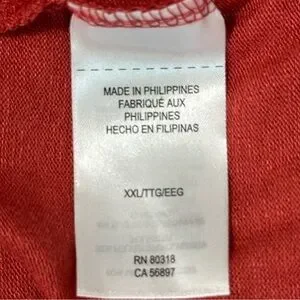 MADE IN PHILIPPINES
FABRIQUÉ AUX
PHILIPPINES
HECHO EN FILIPINAS
XXL/TTG/EEG
RN 80318
CA 56897